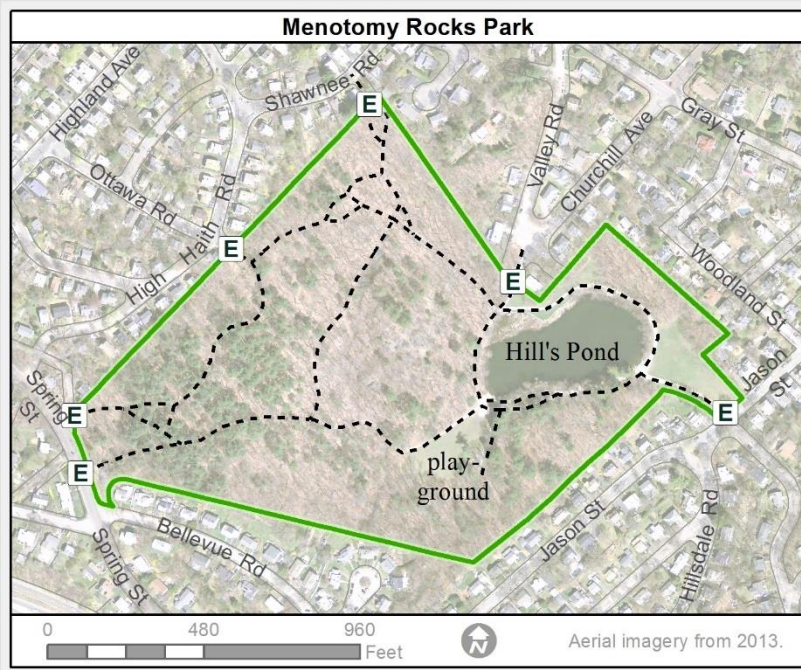 Menotomy Rocks Park
Highland Ave
Shawnee Rd
E
Gray St
Valley Rd
Churchill Ave
Ottawa Rd
High Haith Rd
E
E
Woodland St
Hill's Pond
Jason St
Spring St
E
E
E
play-
ground
Jason St
Hillsdale Rd
Bellevue Rd
Spring St
0 480 960
Feet
N
Aerial imagery from 2013.